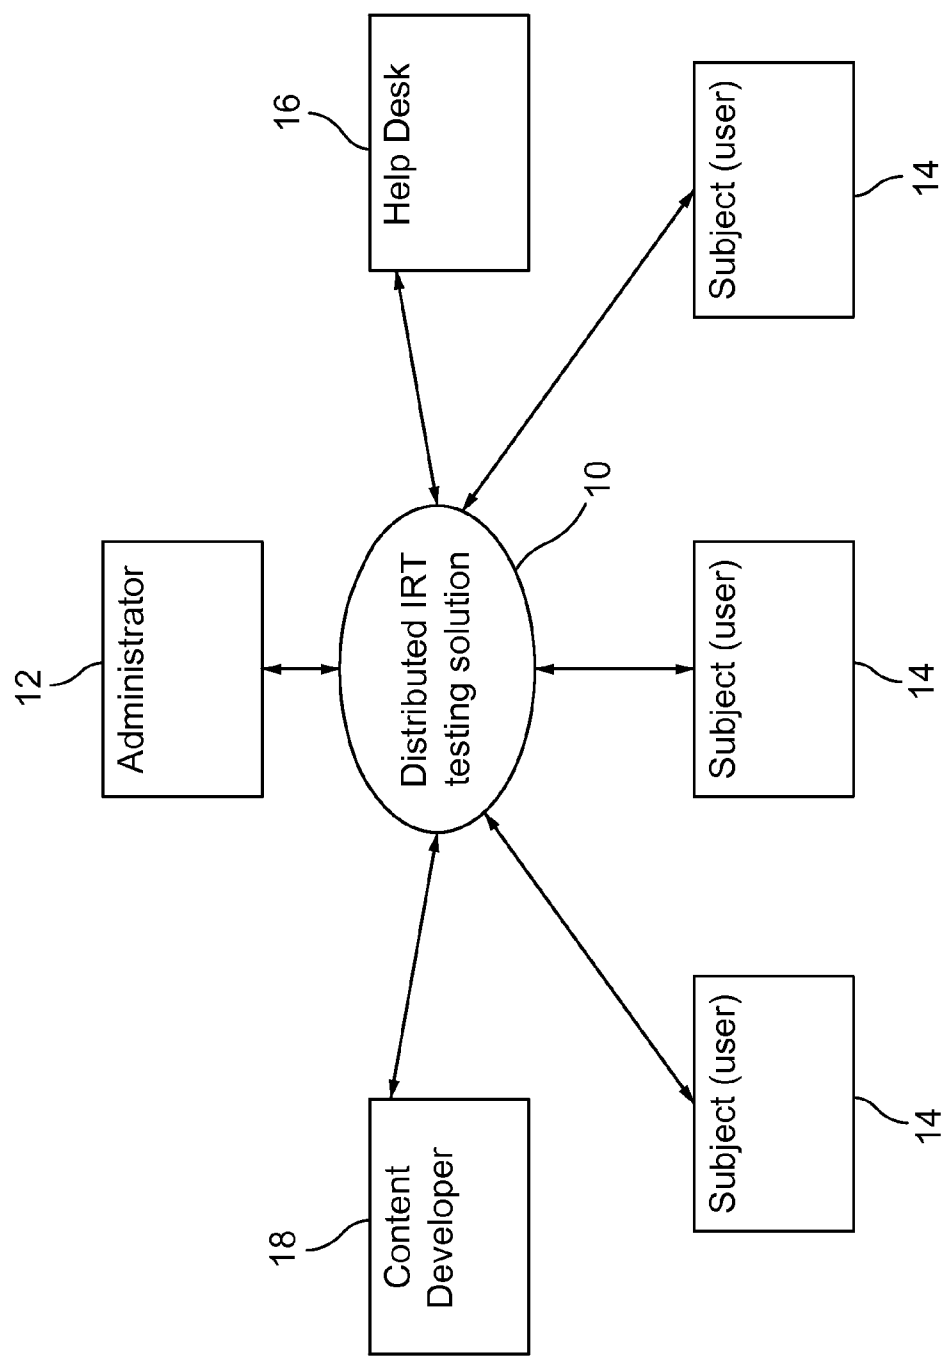 12
Administrator
18
Content
Developer
Distributed IRT
testing solution
10
16
Help Desk
Subject (user)
14
Subject (user)
14
Subject (user)
14